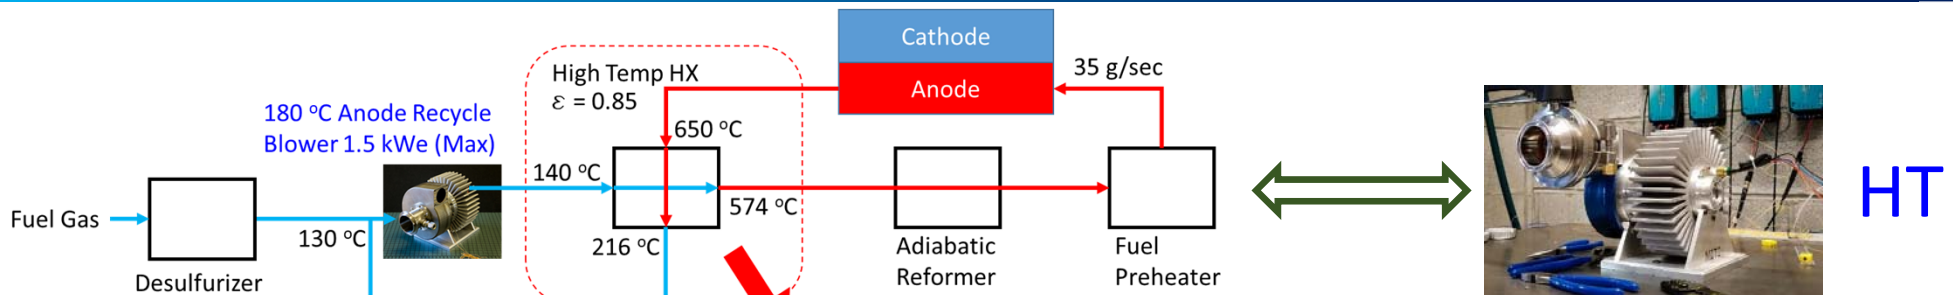 Cathode
Anode
35 g/sec
High Temp HX
ε = 0.85
180 °C Anode Recycle
Blower 1.5 kWe (Max)
650 °C
140 °C
574 °C
216 °C
Fuel Gas
130 °C
Desulfurizer
Adiabatic
Reformer
Fuel
Preheater
HT